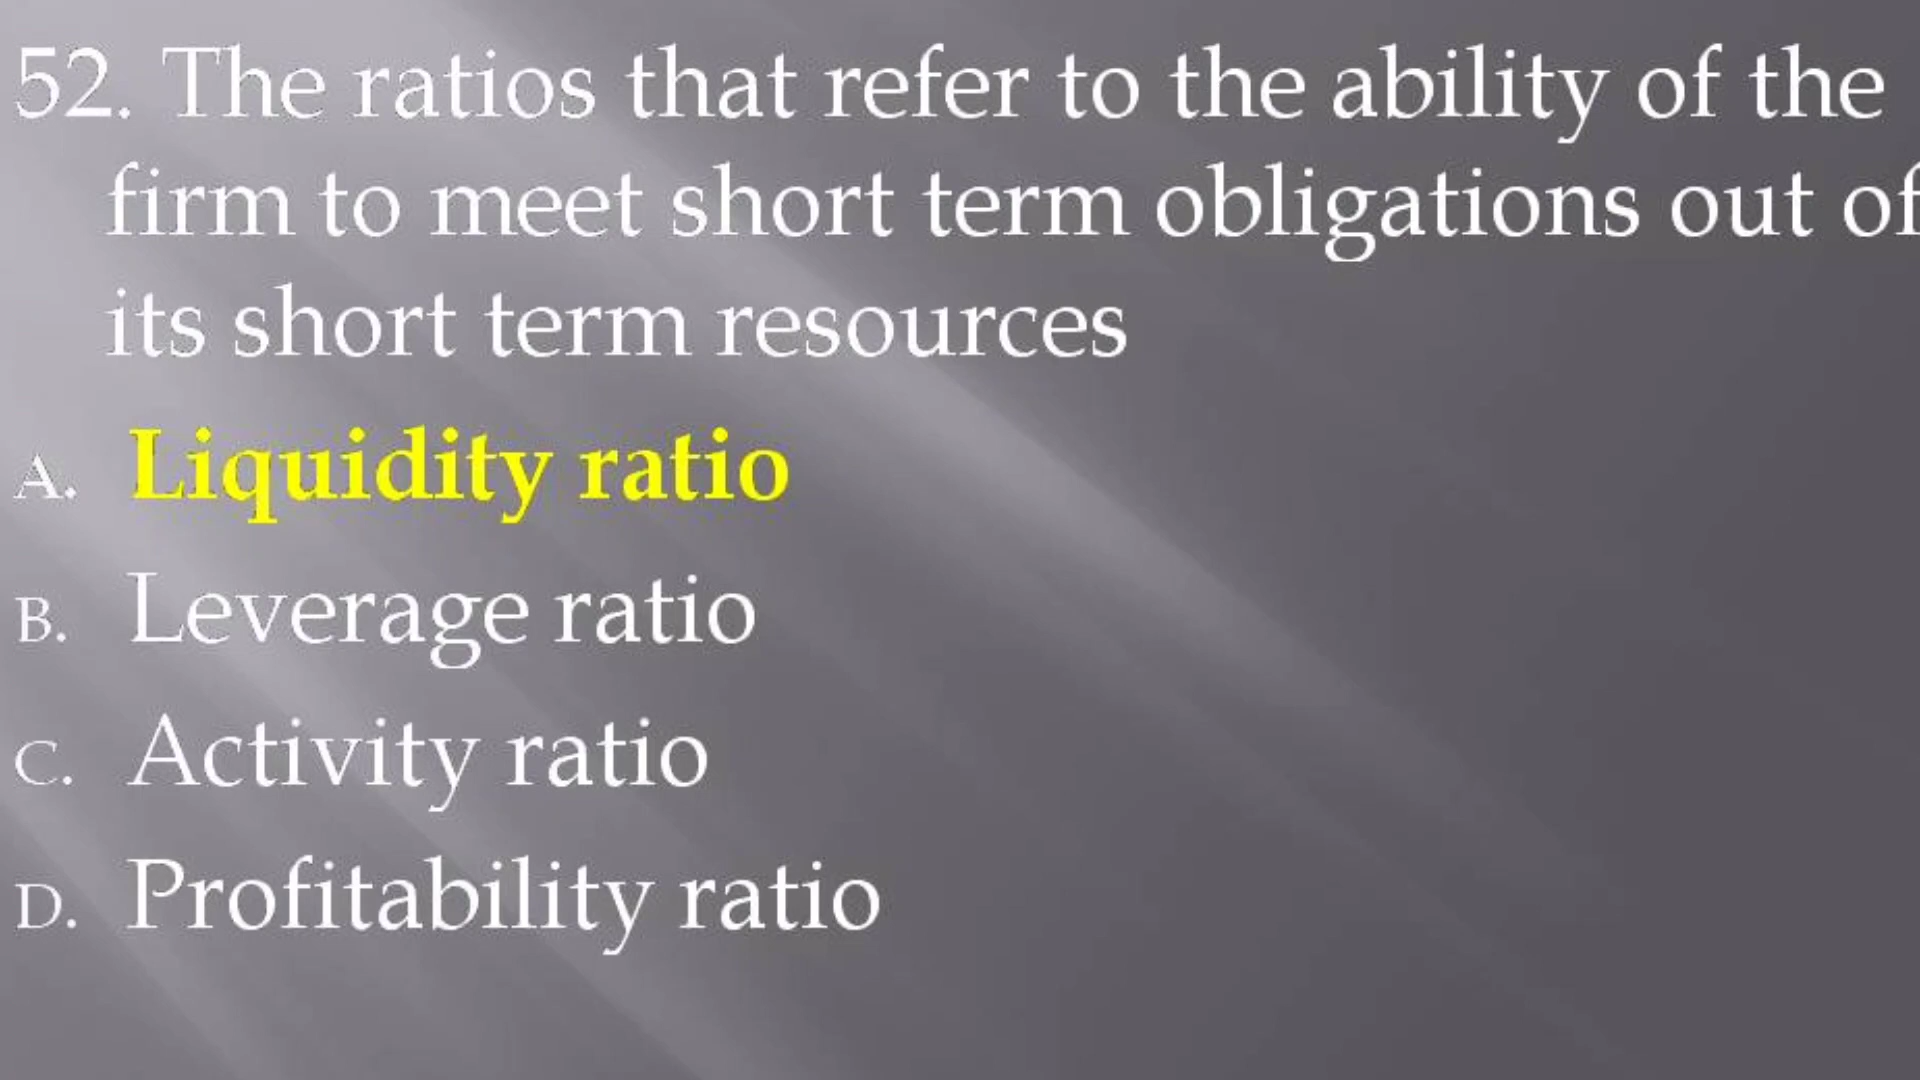 52. The ratios that refer to the ability of the
firm to meet short term obligations out of
its short term resources
A. Liquidity ratio
B. Leverage ratio
C. Activity ratio
D. Profitability ratio